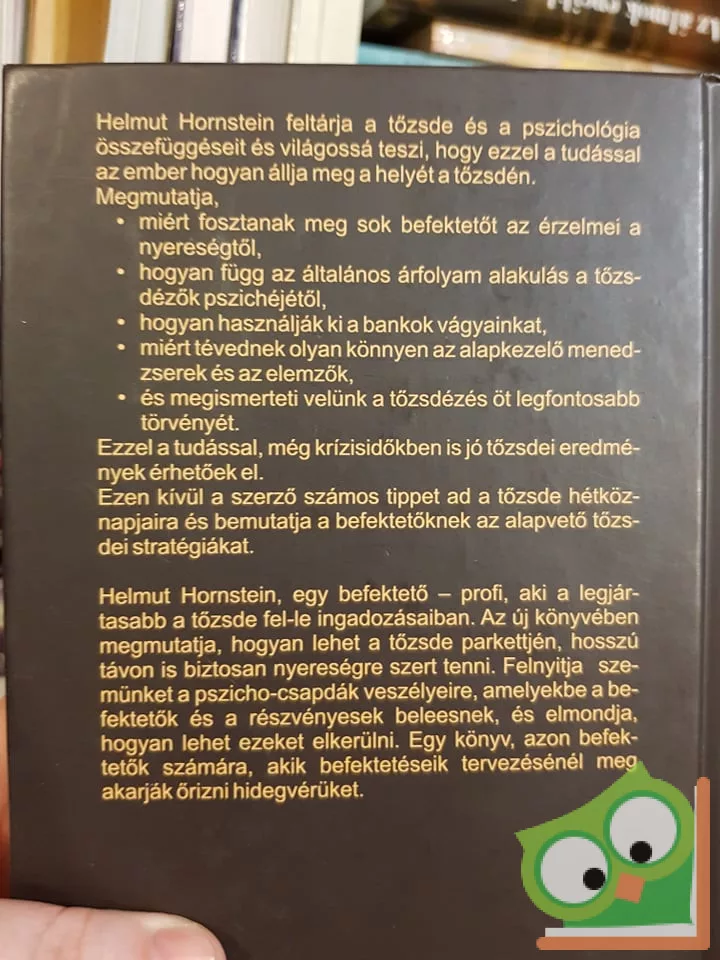 Az álmok
Helmut Hornstein feltárja a tőzsde és a pszichológia
összefüggéseit és világossá teszi, hogy ezzel a tudással
az ember hogyan állja meg a helyét a tőzsdén.
Megmutatja,
• miért fosztanak meg sok befektetőt az érzelmei a
nyereségtől,
• hogyan függ az általános árfolyam alakulás a tőzs-
dézők pszichéjétől,
• hogyan használják ki a bankok vágyainkat,
• miért tévednek olyan könnyen az alapkezelő mened-
zserek és az elemzők,
• és megismerteti velünk a tőzsdézés öt legfontosabb
törvényét.
Ezzel a tudással, még krízisidőkben is jó tőzsdei eredmé-
nyek érhetőek el.
Ezen kívül a szerző számos tippet ad a tőzsde hétköz-
napjaira és bemutatja a befektetőknek az alapvető tőzs-
dei stratégiákat.
Helmut Hornstein, egy befektető – profi, aki a legjár-
tasabb a tőzsde fel-le ingadozásaiban. Az új könyvében
megmutatja, hogyan lehet a tőzsde parkettjén, hosszú
távon is biztosan nyereségre szert tenni. Felnyitja sze-
münket a pszicho-csapdák veszélyeire, amelyekbe a be-
fektetők és a részvényesek beleesnek, és elmondja,
hogyan lehet ezeket elkerülni. Egy könyv, azon befek-
tetők számára, akik befektetéseik tervezésénél meg
akarják őrizni hidegvérüket.